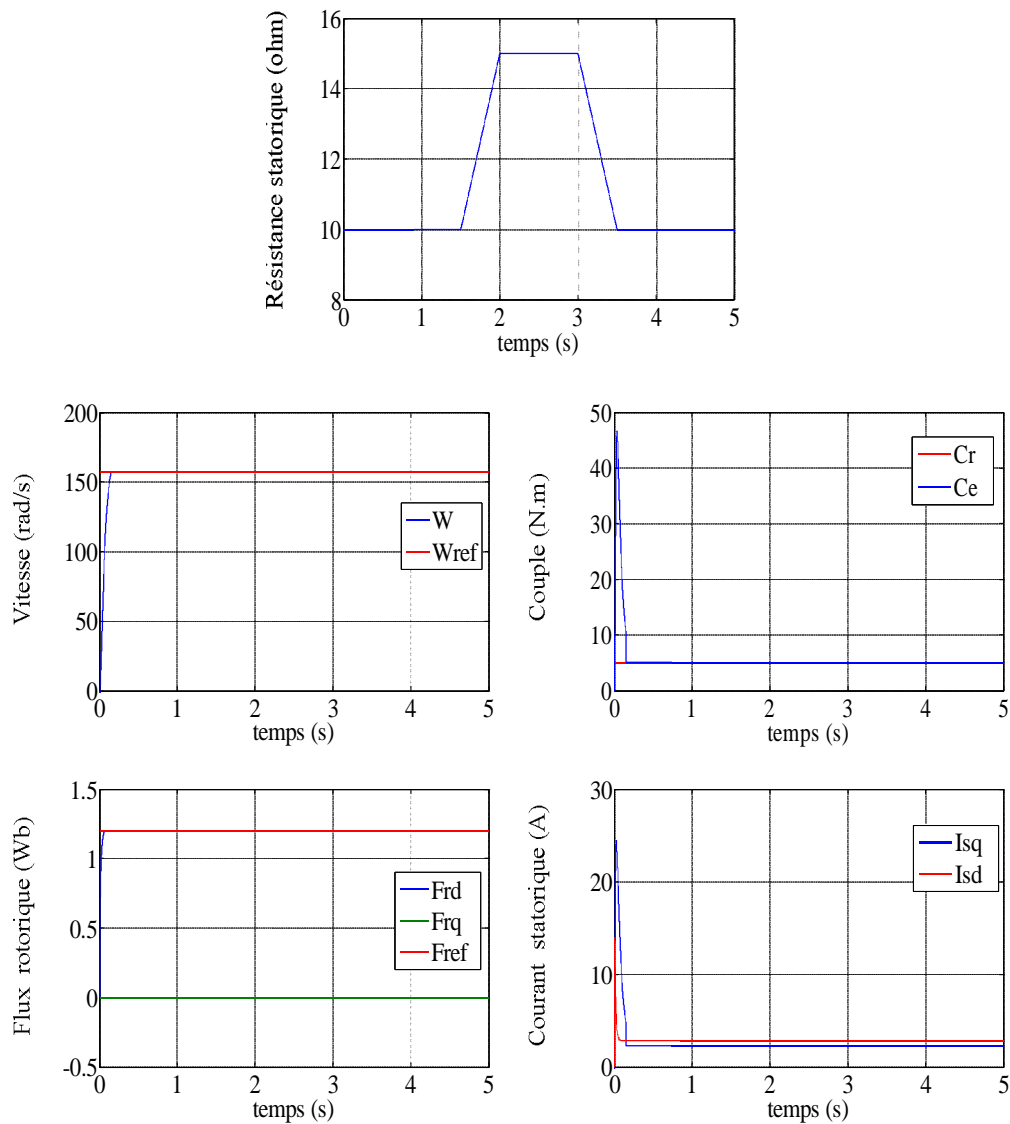 Résistance statorique (ohm)
16
14
12
10
8
0 1 2 3 4 5
temps (s)
Vitesse (rad/s)
200
150
100
50
0
W
Wref
0 1 2 3 4 5
temps (s)
Couple (N.m)
50
40
30
20
10
0
Cr
Ce
0 1 2 3 4 5
temps (s)
Flux rotorique (Wb)
1.5
1
0.5
0
-0.5
Frd
Frq
Fref
0 1 2 3 4 5
temps (s)
Courant statorique (A)
30
20
10
0
Isq
Isd
0 1 2 3 4 5
temps (s)